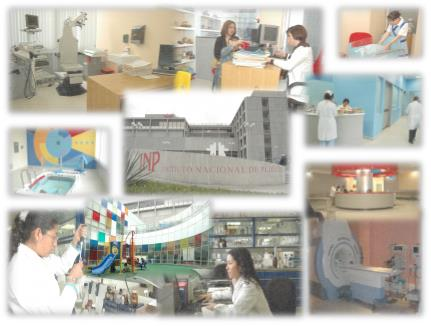 INP INSTITUTO NACIONAL DE